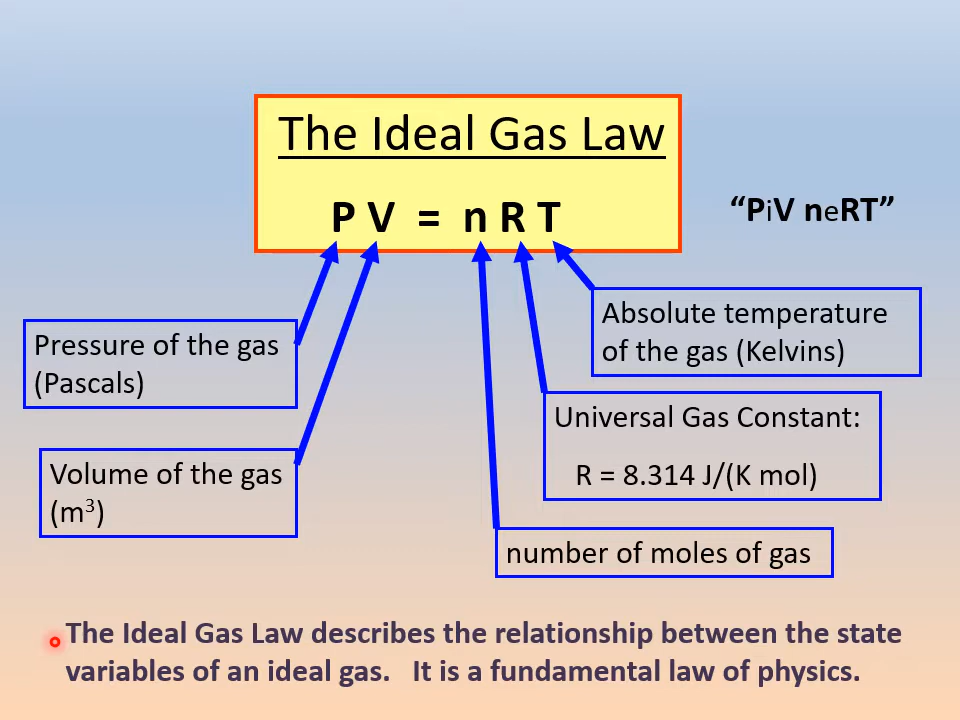 The Ideal Gas Law
P V = n R T
“PiV neRT”
Absolute temperature
of the gas (Kelvins)
Pressure of the gas
(Pascals)
Universal Gas Constant:
R = 8.314 J/(K mol)
Volume of the gas
(m³)
number of moles of gas
The Ideal Gas Law describes the relationship between the state
variables of an ideal gas. It is a fundamental law of physics.